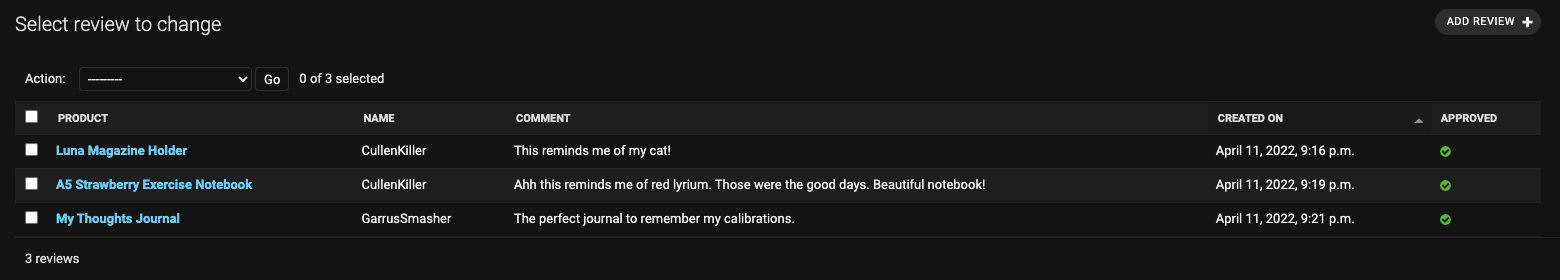 Select review to change
ADD REVIEW +
Action: --------- Go 0 of 3 selected
PRODUCT NAME COMMENT CREATED ON APPROVED
Luna Magazine Holder CullenKiller This reminds me of my cat! April 11, 2022, 9:16 p.m.
A5 Strawberry Exercise Notebook CullenKiller Ahh this reminds me of red lyrium. Those were the good days. Beautiful notebook! April 11, 2022, 9:19 p.m.
My Thoughts Journal GarrusSmasher The perfect journal to remember my calibrations. April 11, 2022, 9:21 p.m.
3 reviews